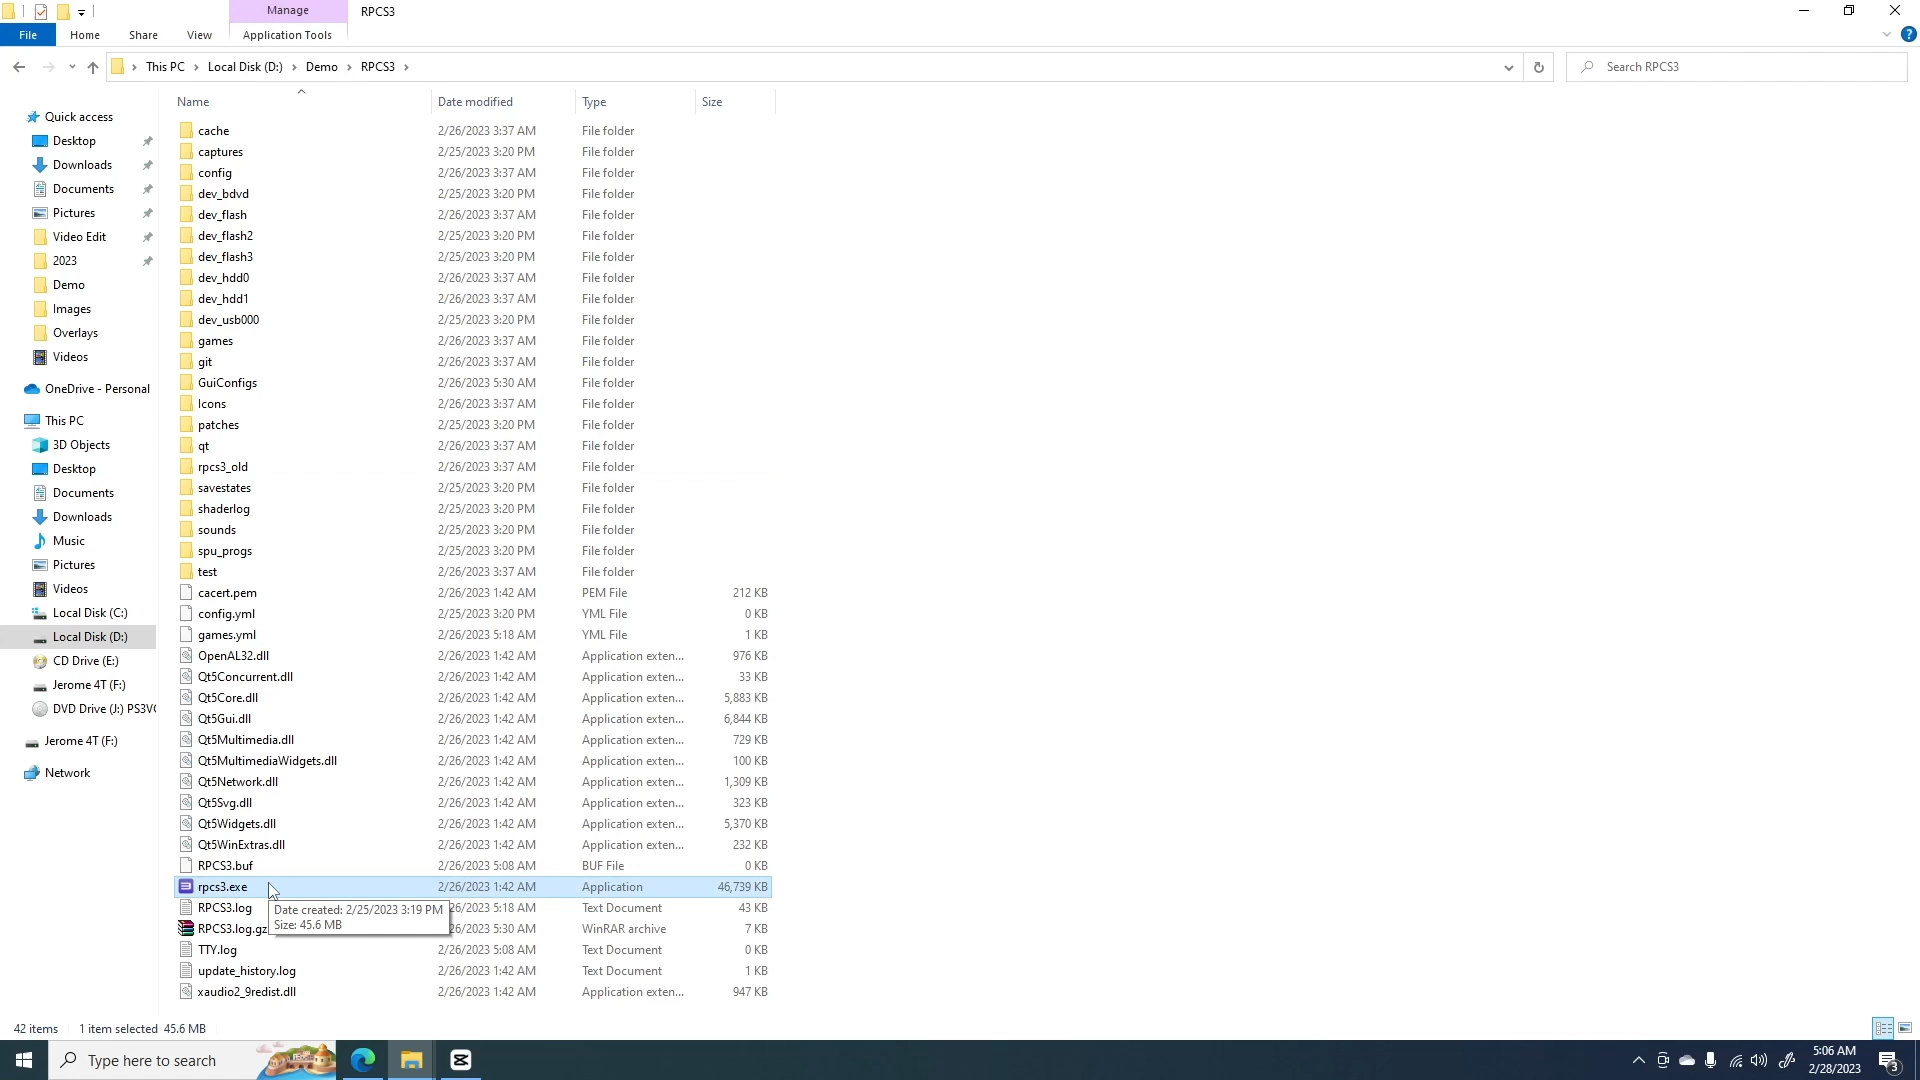 Manage
RPCS3
File
Home
Share
View
Application Tools
This PC
Local Disk (D:)
Demo
RPCS3
Search RPCS3
Name
Date modified
Type
Size
Quick access
Desktop
Downloads
Documents
Pictures
Video Edit
2023
Demo
Images
Overlays
Videos
OneDrive - Personal
This PC
3D Objects
Desktop
Documents
Downloads
Music
Pictures
Videos
Local Disk (C:)
Local Disk (D:)
CD Drive (E:)
Jerome 4T (F:)
DVD Drive (J:) PS3V
Jerome 4T (F:)
Network
cache 2/26/2023 3:37 AM File folder
captures 2/25/2023 3:20 PM File folder
config 2/26/2023 3:37 AM File folder
dev_bdvd 2/25/2023 3:20 PM File folder
dev_flash 2/26/2023 3:37 AM File folder
dev_flash2 2/25/2023 3:20 PM File folder
dev_flash3 2/25/2023 3:20 PM File folder
dev_hdd0 2/26/2023 3:37 AM File folder
dev_hdd1 2/26/2023 3:37 AM File folder
dev_usb000 2/25/2023 3:20 PM File folder
games 2/26/2023 3:37 AM File folder
git 2/26/2023 3:37 AM File folder
GuiConfigs 2/26/2023 5:30 AM File folder
Icons 2/26/2023 3:37 AM File folder
patches 2/25/2023 3:20 PM File folder
qt 2/26/2023 3:37 AM File folder
rpcs3_old 2/26/2023 3:37 AM File folder
savestates 2/25/2023 3:20 PM File folder
shaderlog 2/25/2023 3:20 PM File folder
sounds 2/25/2023 3:20 PM File folder
spu_progs 2/25/2023 3:20 PM File folder
test 2/26/2023 3:37 AM File folder
cacert.pem 2/26/2023 1:42 AM PEM File 212 KB
config.yml 2/25/2023 3:20 PM YML File 0 KB
games.yml 2/26/2023 5:18 AM YML File 1 KB
OpenAL32.dll 2/26/2023 1:42 AM Application exten... 976 KB
Qt5Concurrent.dll 2/26/2023 1:42 AM Application exten... 33 KB
Qt5Core.dll 2/26/2023 1:42 AM Application exten... 5,883 KB
Qt5Gui.dll 2/26/2023 1:42 AM Application exten... 6,844 KB
Qt5Multimedia.dll 2/26/2023 1:42 AM Application exten... 729 KB
Qt5MultimediaWidgets.dll 2/26/2023 1:42 AM Application exten... 100 KB
Qt5Network.dll 2/26/2023 1:42 AM Application exten... 1,309 KB
Qt5Svg.dll 2/26/2023 1:42 AM Application exten... 323 KB
Qt5Widgets.dll 2/26/2023 1:42 AM Application exten... 5,370 KB
Qt5WinExtras.dll 2/26/2023 1:42 AM Application exten... 232 KB
RPCS3.buf 2/26/2023 5:08 AM BUF File 0 KB
rpcs3.exe 2/26/2023 1:42 AM Application 46,739 KB
RPCS3.log 26/2023 5:18 AM Text Document 43 KB
Date created: 2/25/2023 3:19 PM
Size: 45.6 MB
RPCS3.log.gz 26/2023 5:30 AM WinRAR archive 7 KB
TTY.log 2/26/2023 5:08 AM Text Document 0 KB
update_history.log 2/26/2023 1:42 AM Text Document 1 KB
xaudio2_9redist.dll 2/26/2023 1:42 AM Application exten... 947 KB
42 items
1 item selected 45.6 MB
Type here to search
5:06 AM
2/28/2023
3